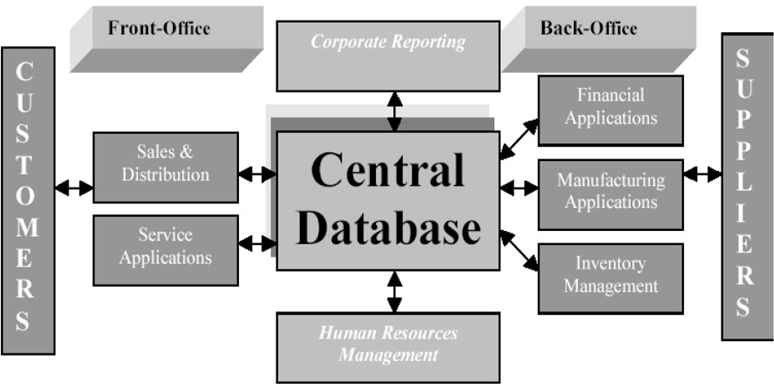 Front-Office
Corporate Reporting
Back-Office
CUSTOMERS
Sales &
Distribution
Service
Applications
Central
Database
Human Resources
Management
Financial
Applications
Manufacturing
Applications
Inventory
Management
SUPPLIERS